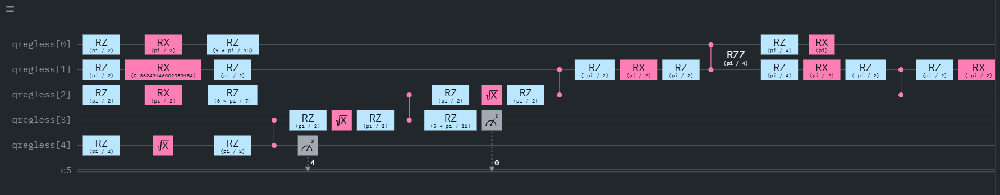 qregless[0] RZ (pi / 2) RX (pi / 2) RZ (9 * pi / 13) RZ (pi / 4) RX (pi)
RZZ (pi / 4)
qregless[1] RZ (pi / 2) RX (0.36249146002959154) RZ (pi / 2) RZ (-pi / 2) RX (pi / 2) RZ (pi / 2) RZ (pi / 4) RX (pi / 2) RZ (-pi / 2) RZ (pi / 2) RX (-pi / 2)
qregless[2] RZ (pi / 2) RX (pi / 2) RZ (6 * pi / 7) RZ (pi / 2) √X RZ (pi / 2)
qregless[3] RZ (pi / 2) √X RZ (pi / 2) RZ (5 * pi / 11) z
qregless[4] RZ (pi / 2) √X RZ (pi / 2) z
4 0
c5